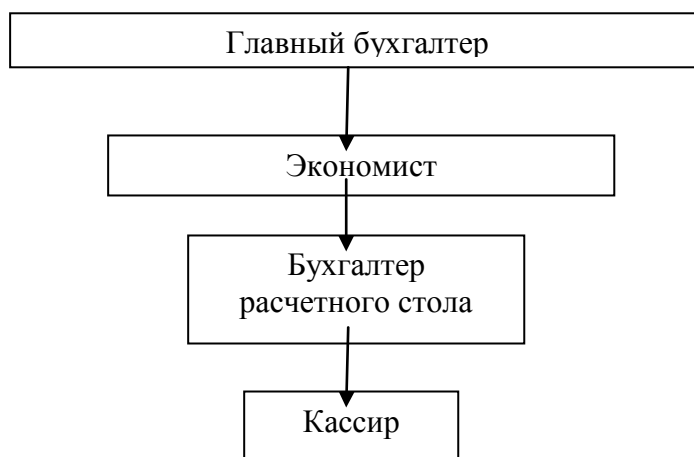 Главный бухгалтер
Экономист
Бухгалтер
расчетного стола
Кассир